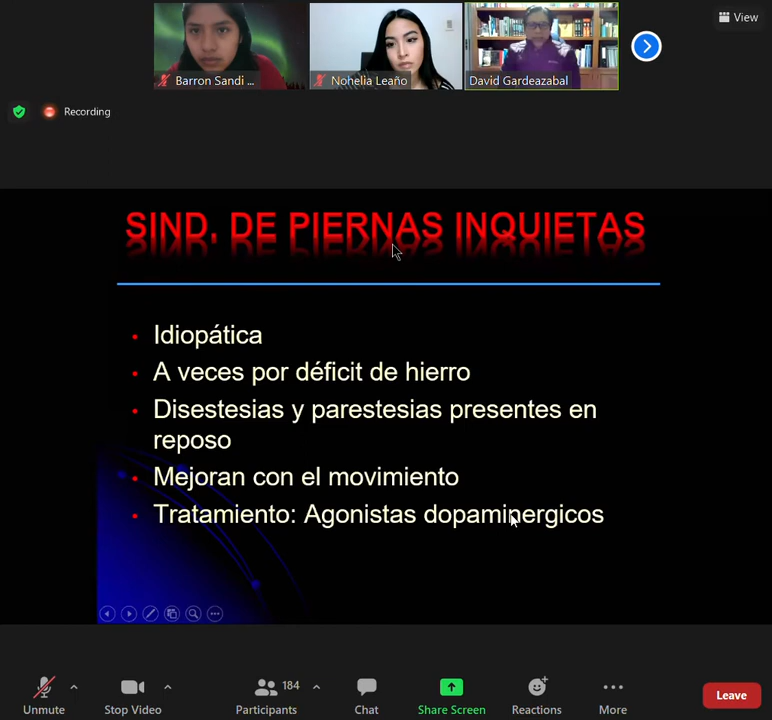 View
Barron Sandi ...
Nohelia Leaño
David Gardeazabal
Recording
SIND. DE PIERNAS INQUIETAS
• Idiopática
• A veces por déficit de hierro
• Disestesias y parestesias presentes en
reposo
• Mejoran con el movimiento
• Tratamiento: Agonistas dopaminergicos
184
Unmute
Stop Video
Participants
Chat
Share Screen
Reactions
More
Leave